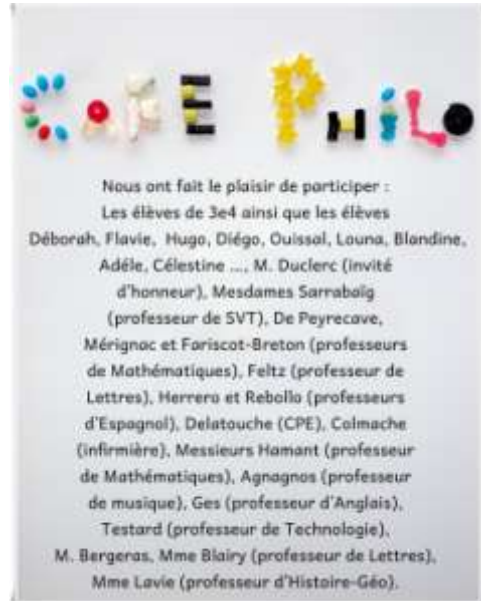 CAFE PHILO
Nous ont fait le plaisir de participer :
Les élèves de 3e4 ainsi que les élèves
Déborah, Flavie, Hugo, Diégo, Ouissal, Louna, Blandine,
Adéle, Célestine ..., M. Duclerc (invité
d'honneur), Mesdames Sarrabaïg
(professeur de SVT), De Peyrecave,
Mérignac et Fariscot-Breton (professeurs
de Mathématiques), Feltz (professeur de
Lettres), Herrero et Rebollo (professeurs
d'Espagnol), Delatouche (CPE), Colmache
(infirmière), Messieurs Hamant (professeur
de Mathématiques), Agnagnos (professeur
de musique), Ges (professeur d'Anglais),
Testard (professeur de Technologie),
M. Bergeras, Mme Blairy (professeur de Lettres),
Mme Lavie (professeur d'Histoire-Géo).